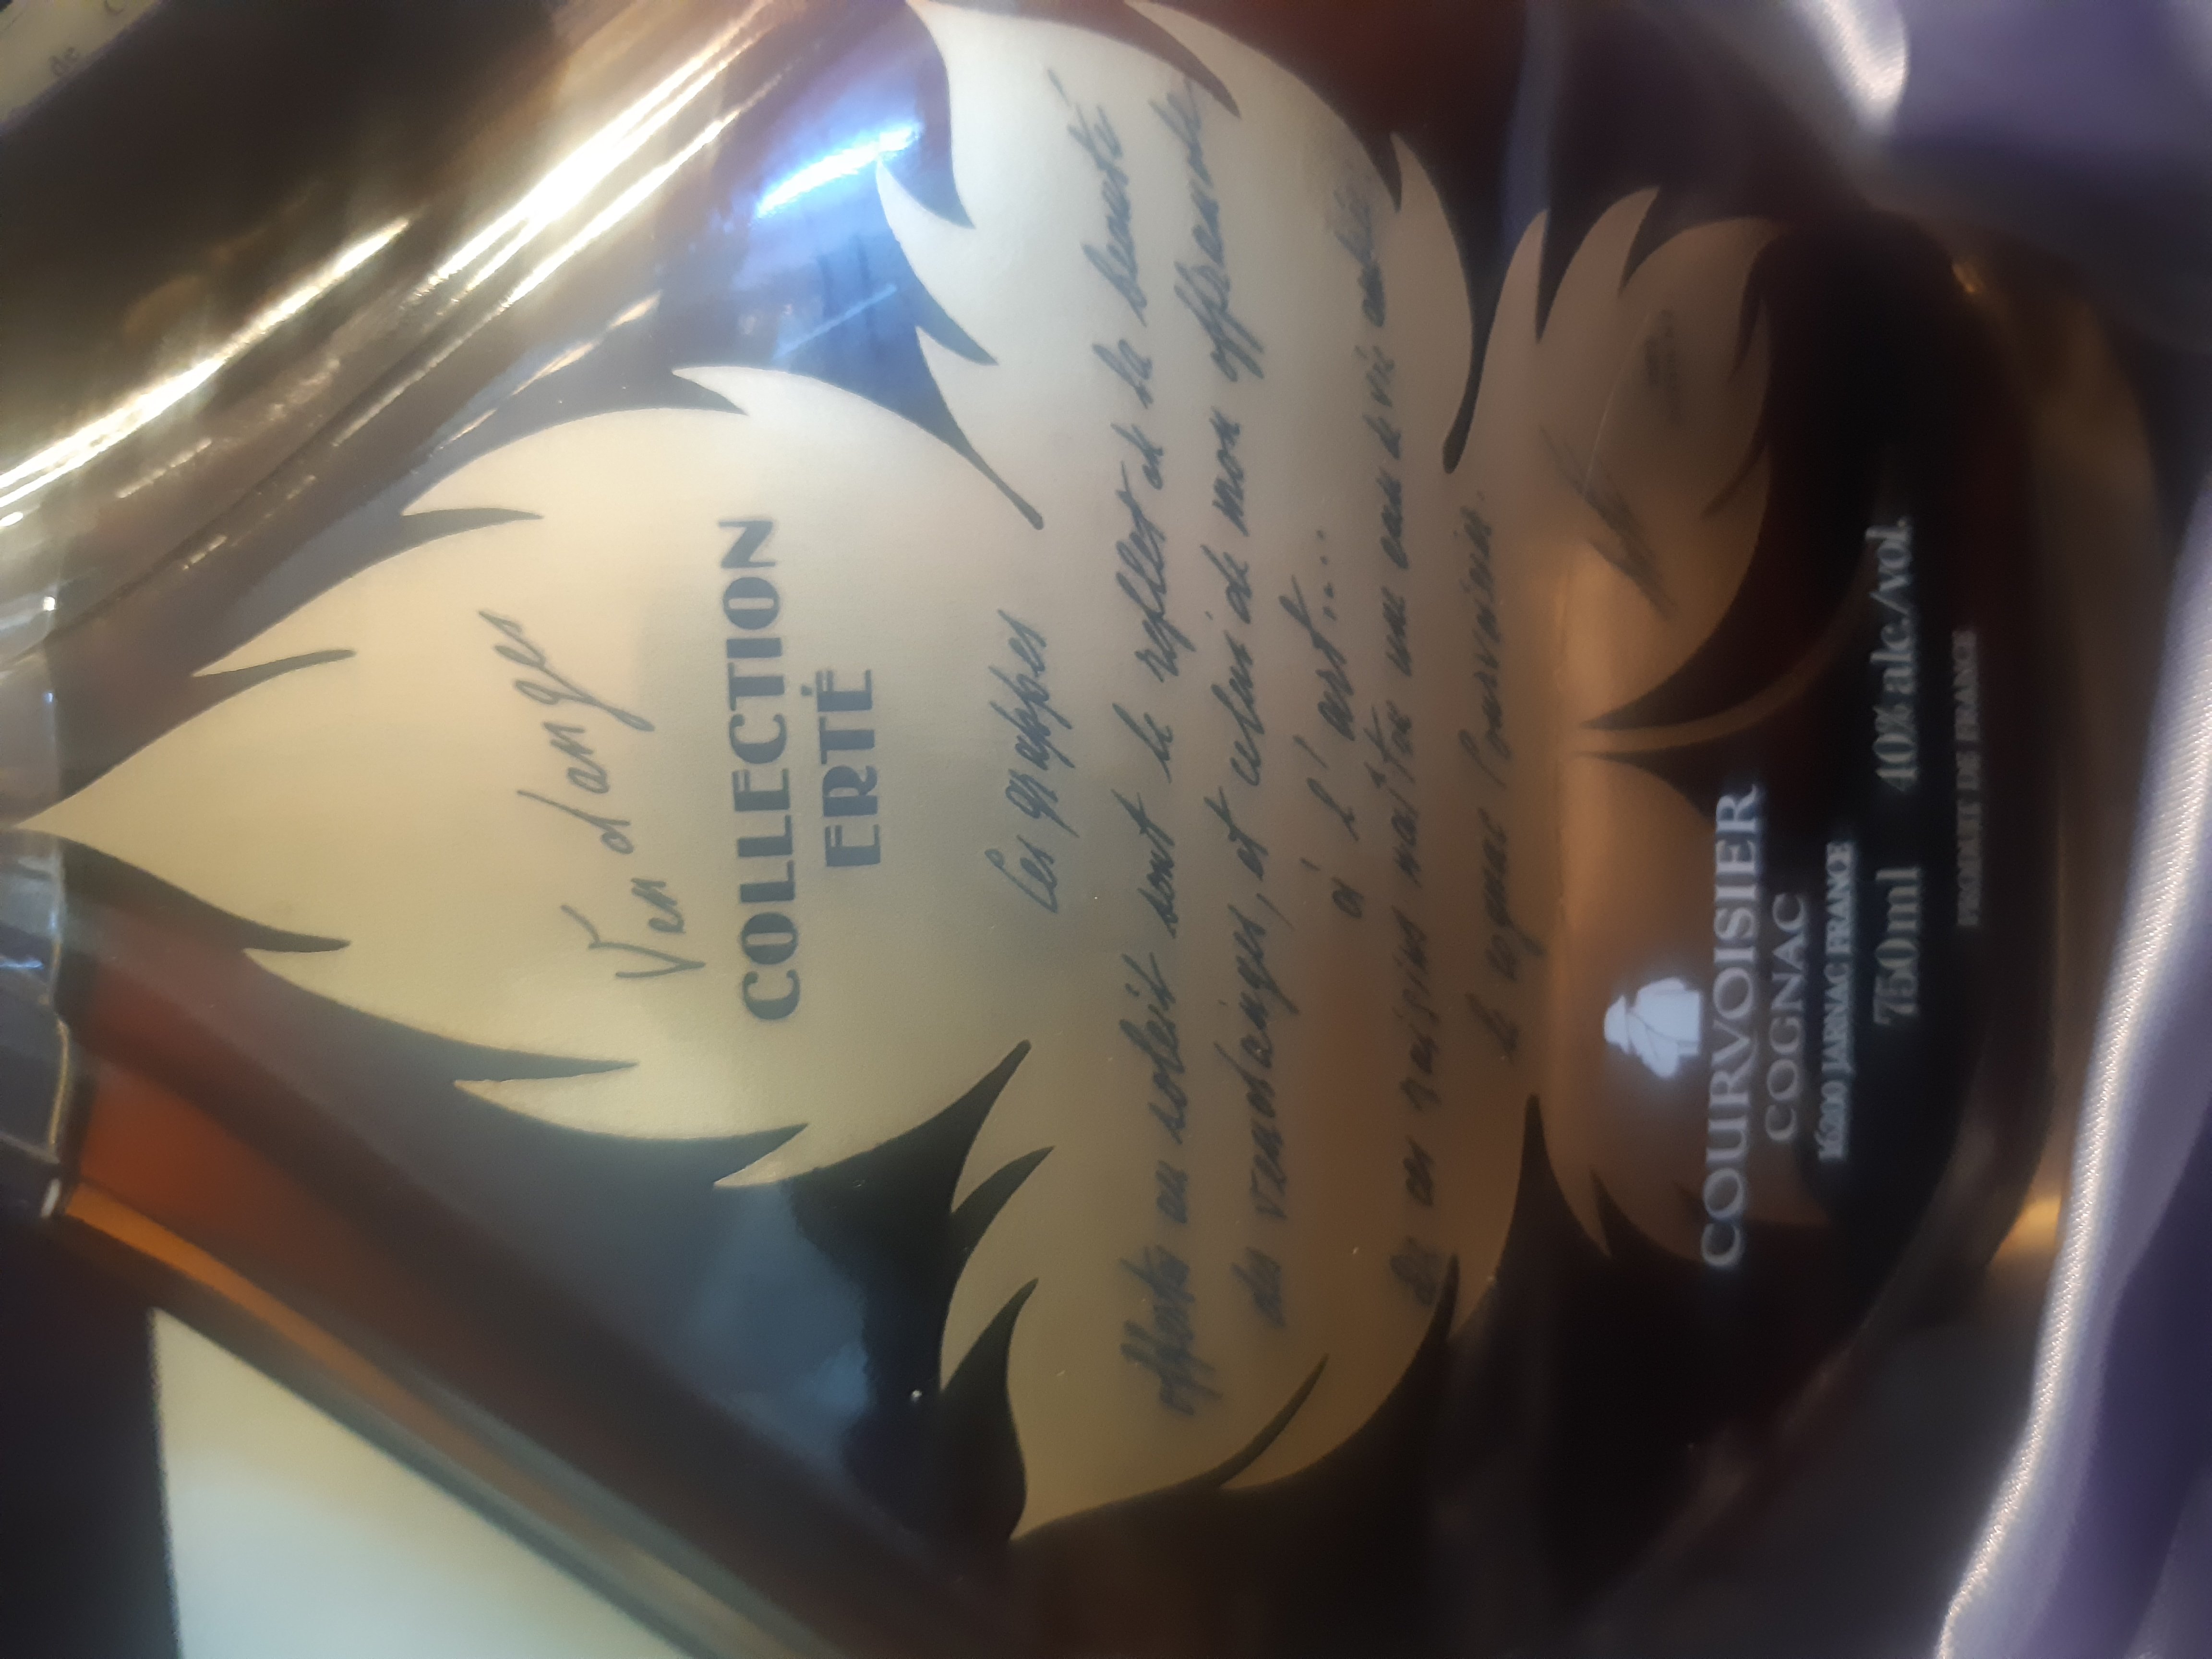 Vendanges
COLLECTION
ERTÉ
Les grappes
offertes au soleil sont le reflet de la beauté
des vendanges, et celui de mon offrande
à l'art...
De ces raisins naîtra une eau de vie
le cognac Courvoisier.
COURVOISIER
COGNAC
16200 JARNAC FRANCE
750ml 40% alc./vol.
PRODUIT DE FRANCE
de